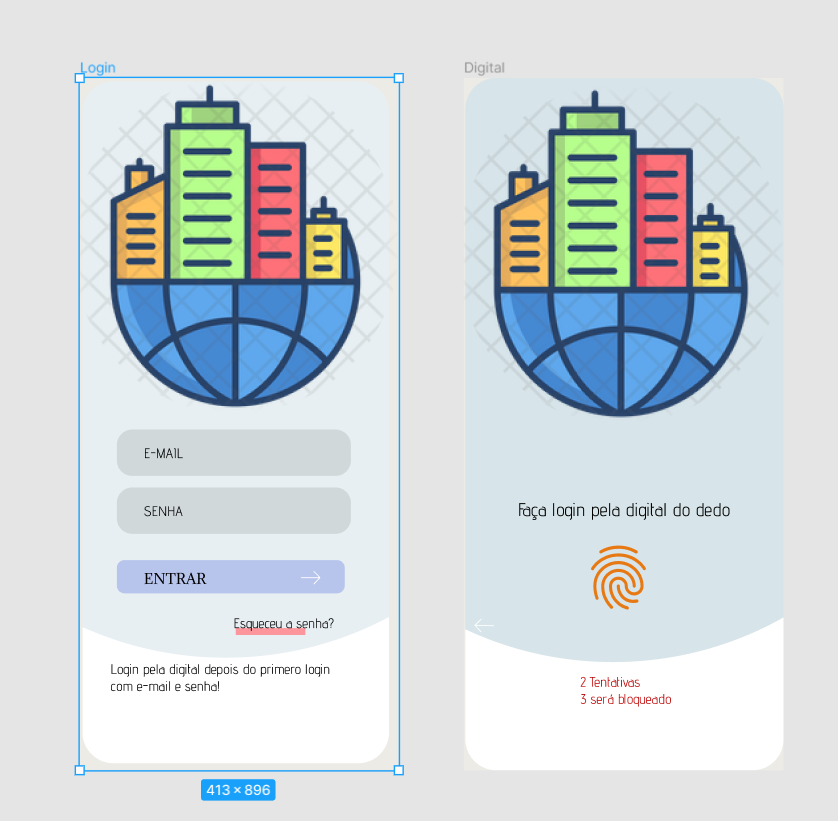 Login
Digital
E-MAIL
SENHA
ENTRAR
Esqueceu a senha?
Login pela digital depois do primero login
com e-mail e senha!
413 × 896
Faça login pela digital do dedo
2 Tentativas
3 será bloqueado